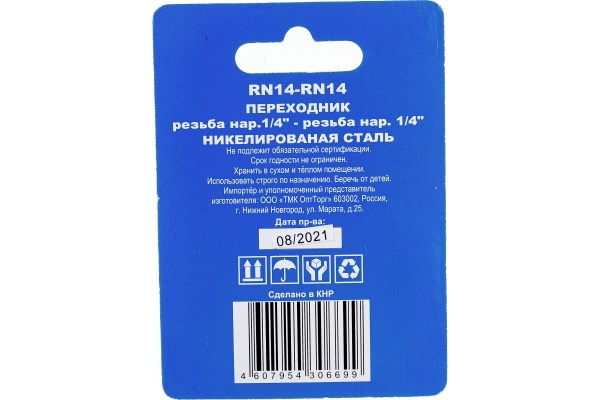 RN14-RN14
ПЕРЕХОДНИК
резьба нар.1/4" - резьба нар. 1/4"
НИКЕЛИРОВАНАЯ СТАЛЬ
Не подлежит обязательной сертификации.
Срок годности не ограничен.
Хранить в сухом и тёплом помещении.
Использовать строго по назначению. Беречь от детей.
Импортёр и уполномоченный представитель
изготовителя: ООО «ТМК ОптТорг» 603002, Россия,
г. Нижний Новгород, ул. Марата, д.25.
Дата пр-ва:
08/2021
Сделано в КНР
4 607954 306699